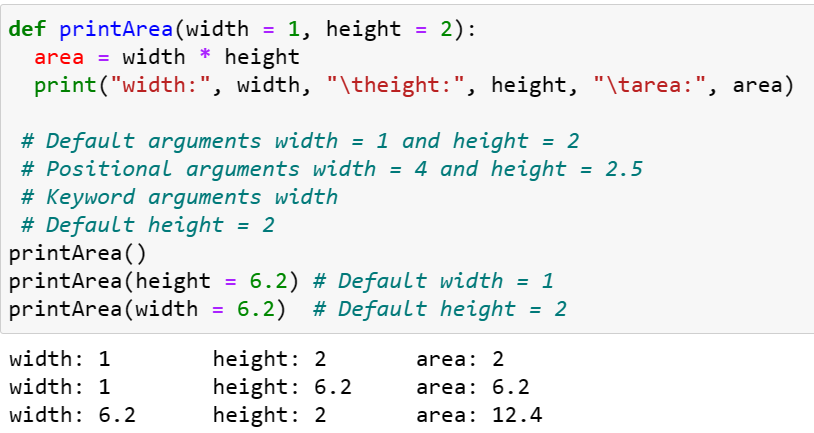 def printArea(width = 1, height = 2):
  area = width * height
  print("width:", width, "\theight:", height, "\tarea:", area)

 # Default arguments width = 1 and height = 2
 # Positional arguments width = 4 and height = 2.5
 # Keyword arguments width
 # Default height = 2
printArea()
printArea(height = 6.2) # Default width = 1
printArea(width = 6.2)  # Default height = 2
width: 1        height: 2       area: 2
width: 1        height: 6.2     area: 6.2
width: 6.2      height: 2       area: 12.4